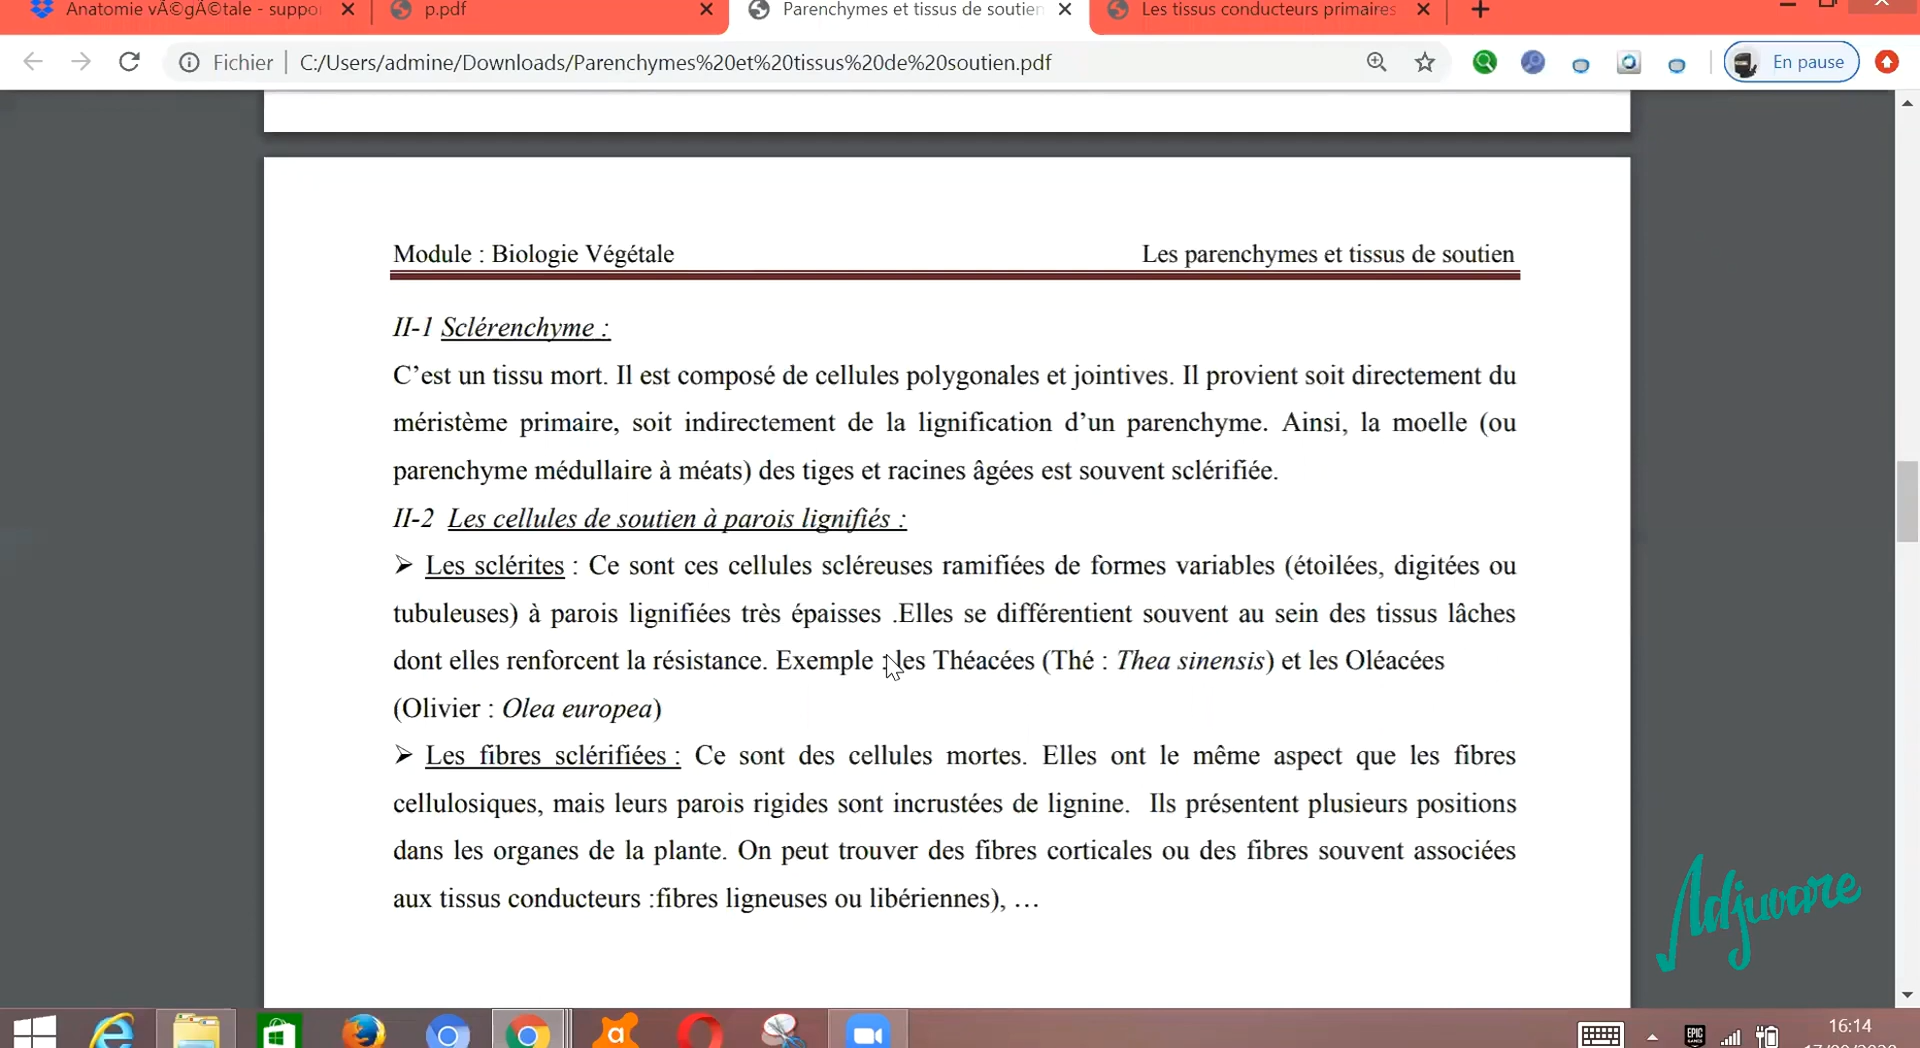 Anatomie vÃ©gÃ©tale - suppo
p.pdf
Parenchymes et tissus de soutien
Les tissus conducteurs primaires
Fichier
C:/Users/admine/Downloads/Parenchymes%20et%20tissus%20de%20soutien.pdf
En pause
Module : Biologie Végétale
Les parenchymes et tissus de soutien
II-1 Sclérenchyme :
C’est un tissu mort. Il est composé de cellules polygonales et jointives. Il provient soit directement du
méristème primaire, soit indirectement de la lignification d’un parenchyme. Ainsi, la moelle (ou
parenchyme médullaire à méats) des tiges et racines âgées est souvent sclérifiée.
II-2 Les cellules de soutien à parois lignifiés :
➢ Les sclérites : Ce sont ces cellules scléreuses ramifiées de formes variables (étoilées, digitées ou
tubuleuses) à parois lignifiées très épaisses .Elles se différentient souvent au sein des tissus lâches
dont elles renforcent la résistance. Exemple : les Théacées (Thé : Thea sinensis) et les Oléacées
(Olivier : Olea europea)
➢ Les fibres sclérifiées : Ce sont des cellules mortes. Elles ont le même aspect que les fibres
cellulosiques, mais leurs parois rigides sont incrustées de lignine. Ils présentent plusieurs positions
dans les organes de la plante. On peut trouver des fibres corticales ou des fibres souvent associées
aux tissus conducteurs :fibres ligneuses ou libériennes), …
Adjuvare
EPIC
16:14